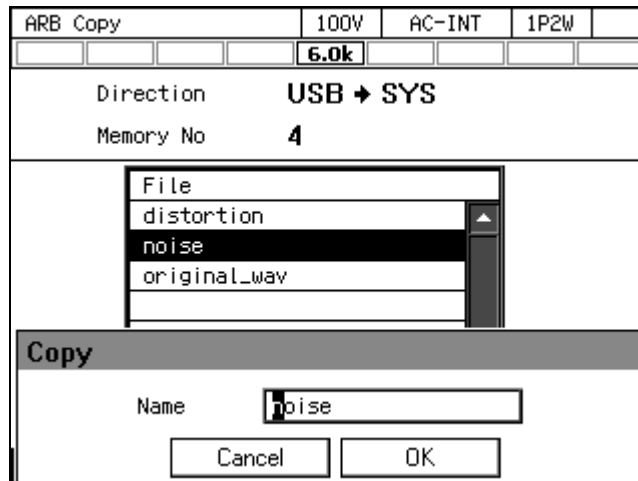 ARB Copy 100V AC-INT 1P2W
6.0k
Direction USB → SYS
Memory No 4
File
distortion
noise
original_wav
Copy
Name noise
Cancel OK